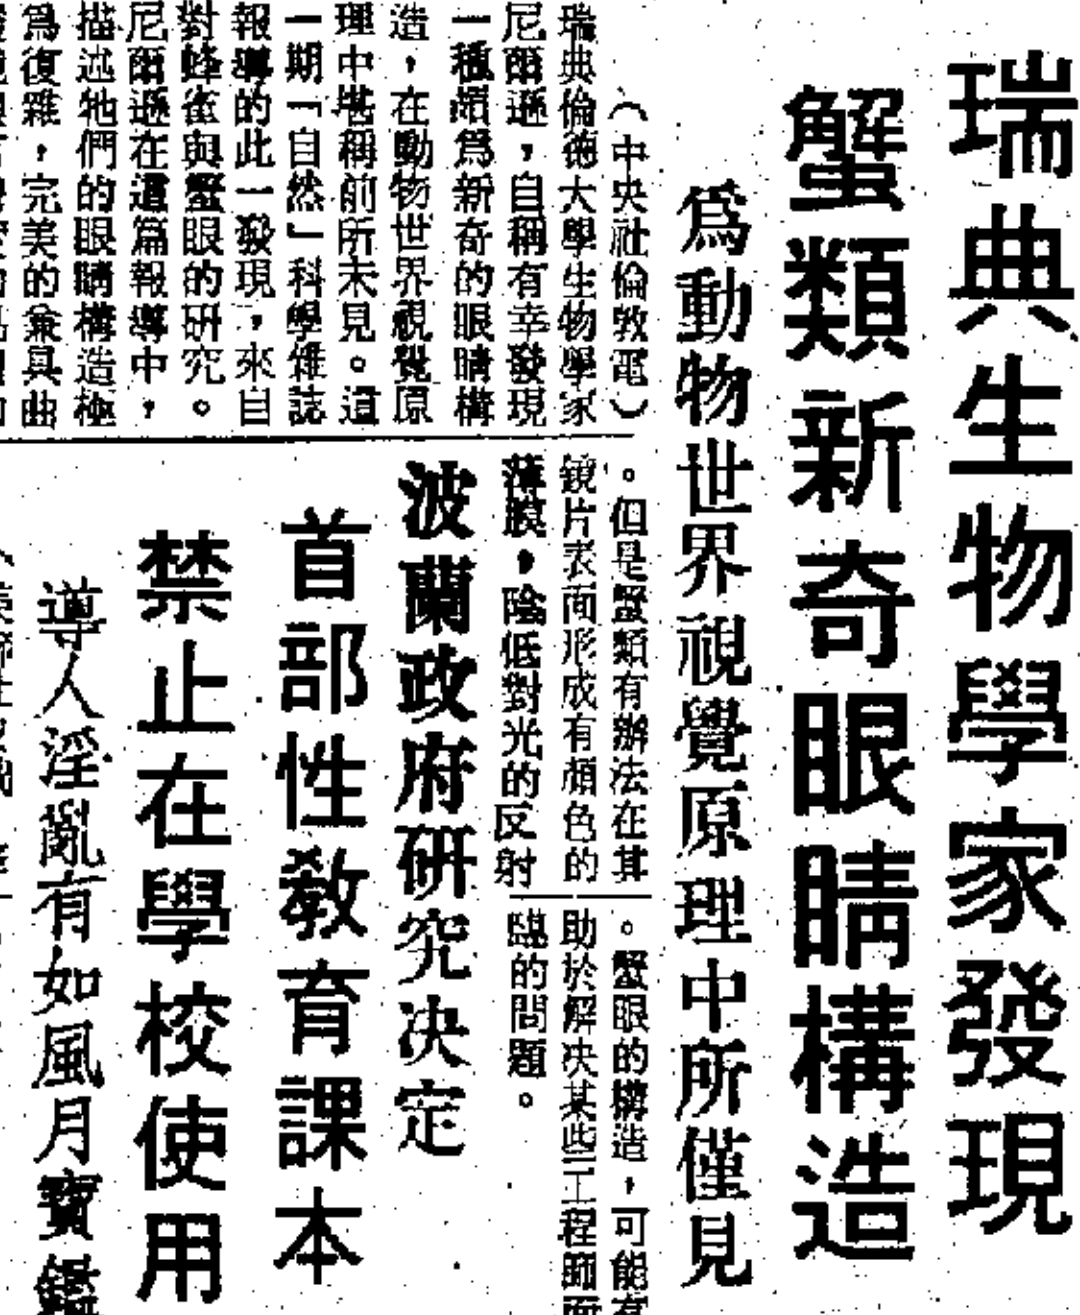 瑞典生物學家發現
蟹類新奇眼睛構造
爲動物世界視覺原理中所僅見
（中央社倫敦電）
瑞典倫德大學生物學家
尼爾遜，自稱有幸發現
一種頗爲新奇的眼睛構
造，在動物世界視覺原
理中堪稱前所未見。這
一期「自然」科學雜誌
報導的此一發現，來自
對蜂雀與蟹眼的研究。
尼爾遜在這篇報導中，
描述牠們的眼睛構造極
爲復雜，完美的兼具曲
。但是蟹類有辦法在其
鏡片表面形成有顏色的
薄膜，降低對光的反射
。蟹眼的構造，可能有
助於解決某些工程師面
臨的問題。
波蘭政府研究決定
首部性教育課本
禁止在學校使用
導人淫亂有如風月寶鑑